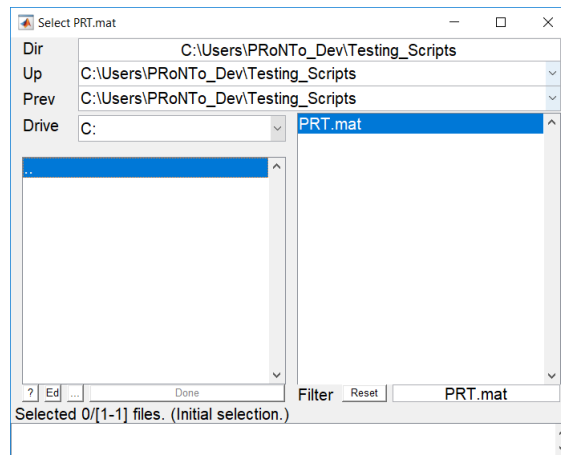 Select PRT.mat
Dir C:\Users\PRoNTo_Dev\Testing_Scripts
Up C:\Users\PRoNTo_Dev\Testing_Scripts
Prev C:\Users\PRoNTo_Dev\Testing_Scripts
Drive C:
PRT.mat
..
? Ed ... Done Filter Reset PRT.mat
Selected 0/[1-1] files. (Initial selection.)